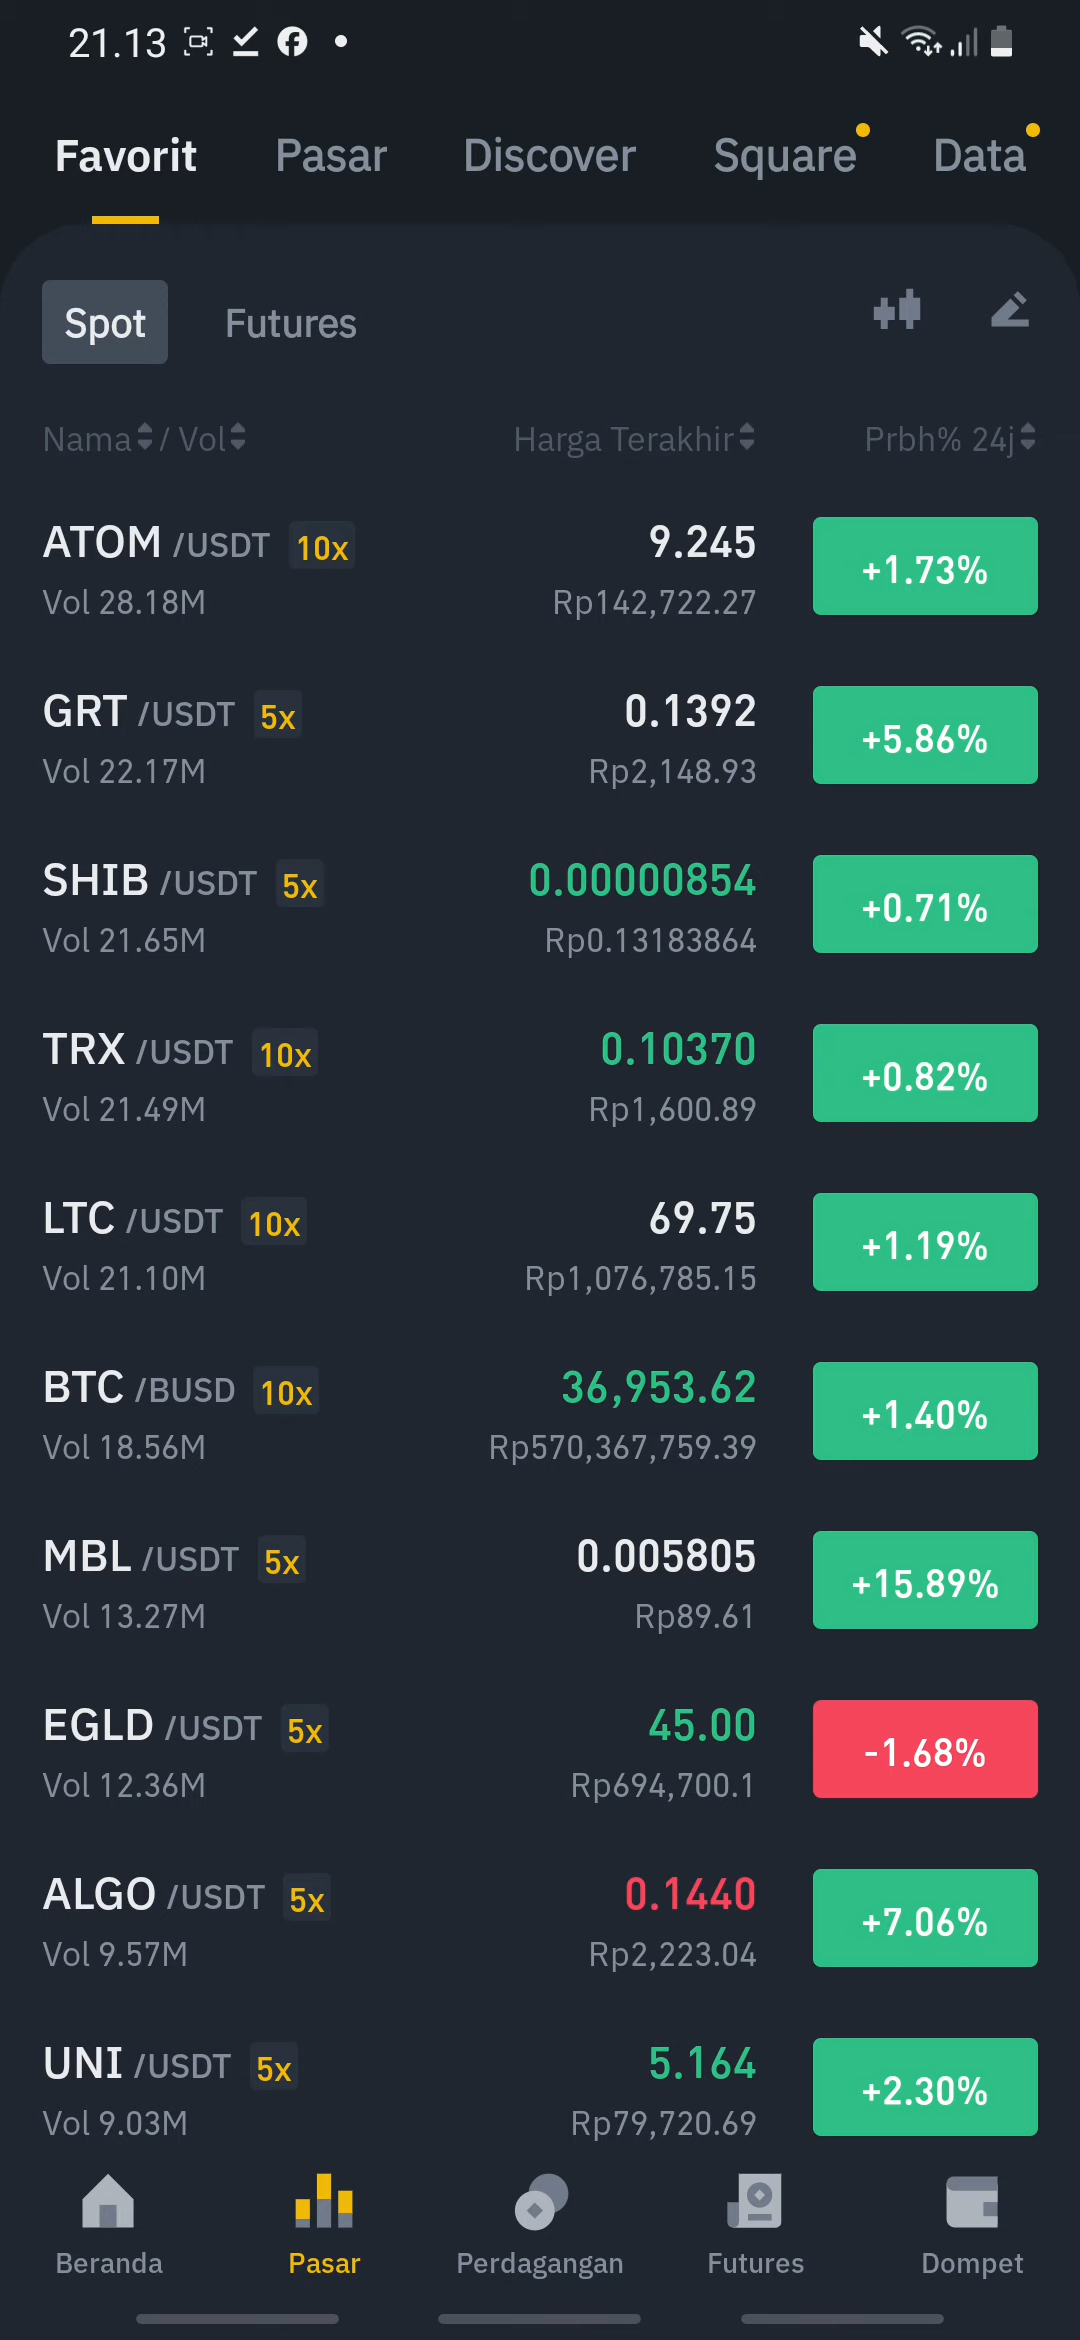 21.13
Favorit Pasar Discover Square Data
Spot Futures
Nama / Vol Harga Terakhir Prbh% 24j
ATOM /USDT 10x 9.245 +1.73%
Vol 28.18M Rp142,722.27
GRT /USDT 5x 0.1392 +5.86%
Vol 22.17M Rp2,148.93
SHIB /USDT 5x 0.00000854 +0.71%
Vol 21.65M Rp0.13183864
TRX /USDT 10x 0.10370 +0.82%
Vol 21.49M Rp1,600.89
LTC /USDT 10x 69.75 +1.19%
Vol 21.10M Rp1,076,785.15
BTC /BUSD 10x 36,953.62 +1.40%
Vol 18.56M Rp570,367,759.39
MBL /USDT 5x 0.005805 +15.89%
Vol 13.27M Rp89.61
EGLD /USDT 5x 45.00 -1.68%
Vol 12.36M Rp694,700.1
ALGO /USDT 5x 0.1440 +7.06%
Vol 9.57M Rp2,223.04
UNI /USDT 5x 5.164 +2.30%
Vol 9.03M Rp79,720.69
Beranda Pasar Perdagangan Futures Dompet